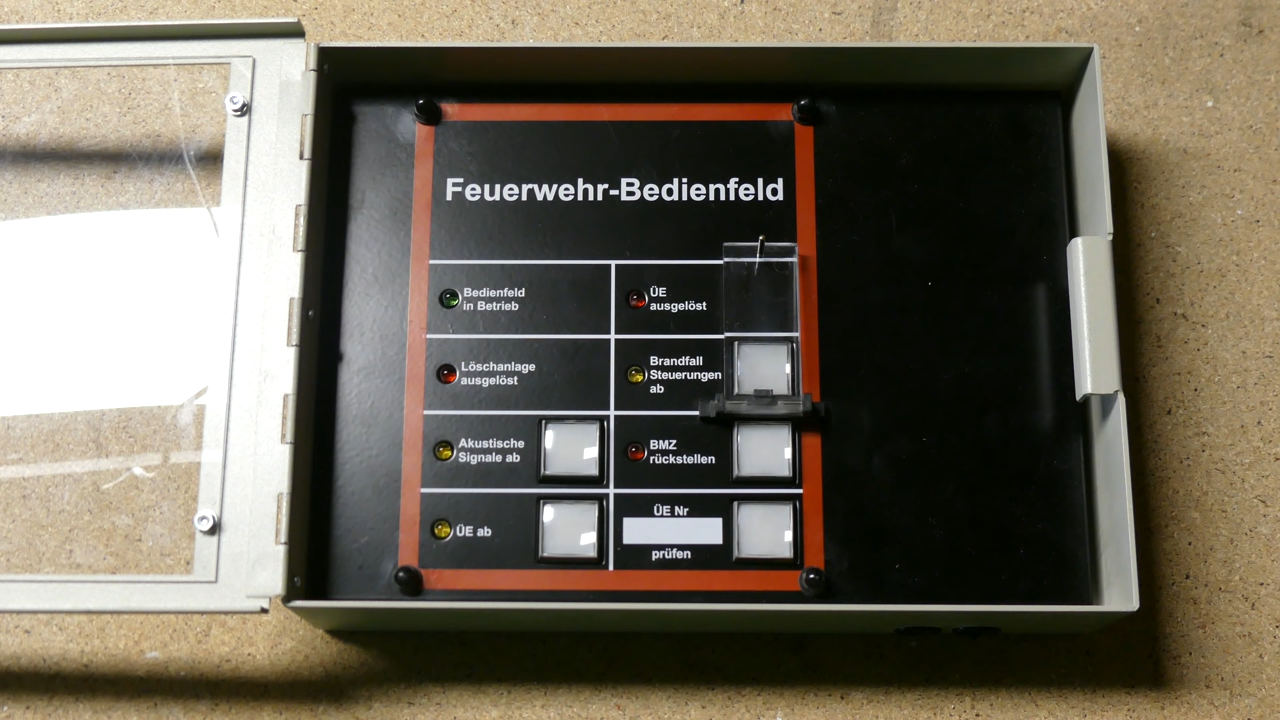 Feuerwehr-Bedienfeld
Bedienfeld
in Betrieb
ÜE
ausgelöst
Löschanlage
ausgelöst
Brandfall
Steuerungen
ab
Akustische
Signale ab
BMZ
rückstellen
ÜE ab
ÜE Nr
prüfen